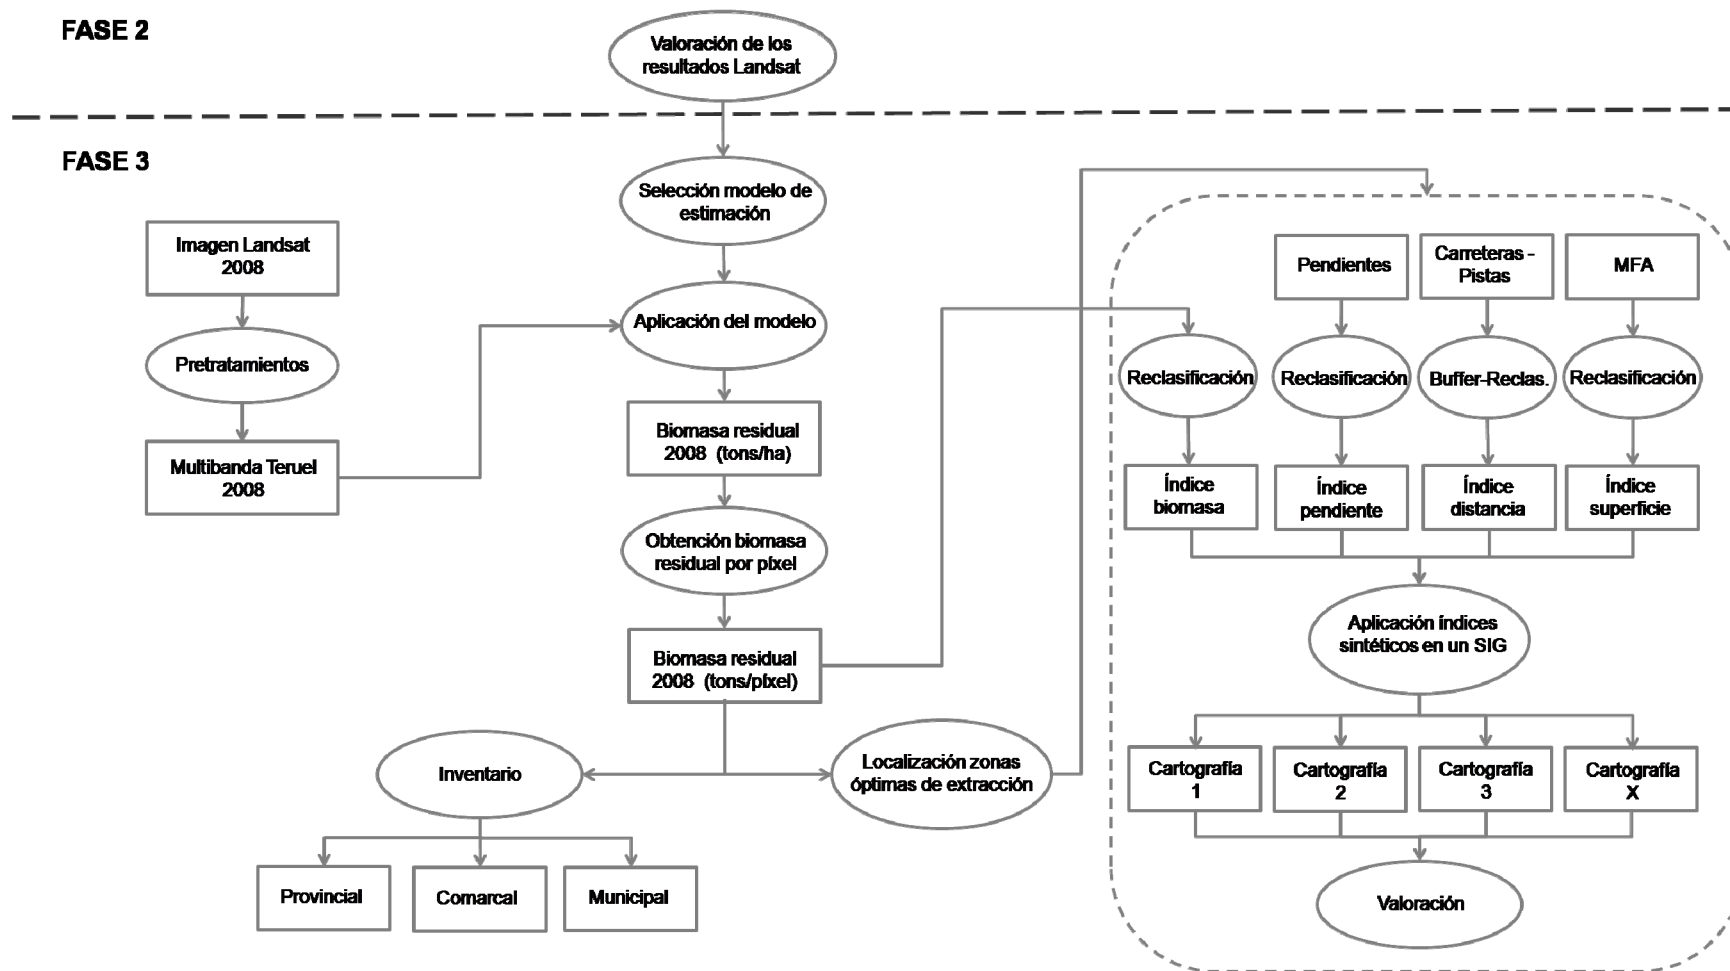 FASE 2
Valoración de los
resultados Landsat
FASE 3
Selección modelo de
estimación
Imagen Landsat
2008
Pretratamientos
Multibanda Teruel
2008
Aplicación del modelo
Biomasa residual
2008 (tons/ha)
Obtención biomasa
residual por píxel
Biomasa residual
2008 (tons/píxel)
Inventario
Localización zonas
óptimas de extracción
Provincial
Comarcal
Municipal
Pendientes
Carreteras -
Pistas
MFA
Reclasificación
Reclasificación
Buffer-Reclas.
Reclasificación
Índice
biomasa
Índice
pendiente
Índice
distancia
Índice
superficie
Aplicación índices
sintéticos en un SIG
Cartografía
1
Cartografía
2
Cartografía
3
Cartografía
X
Valoración